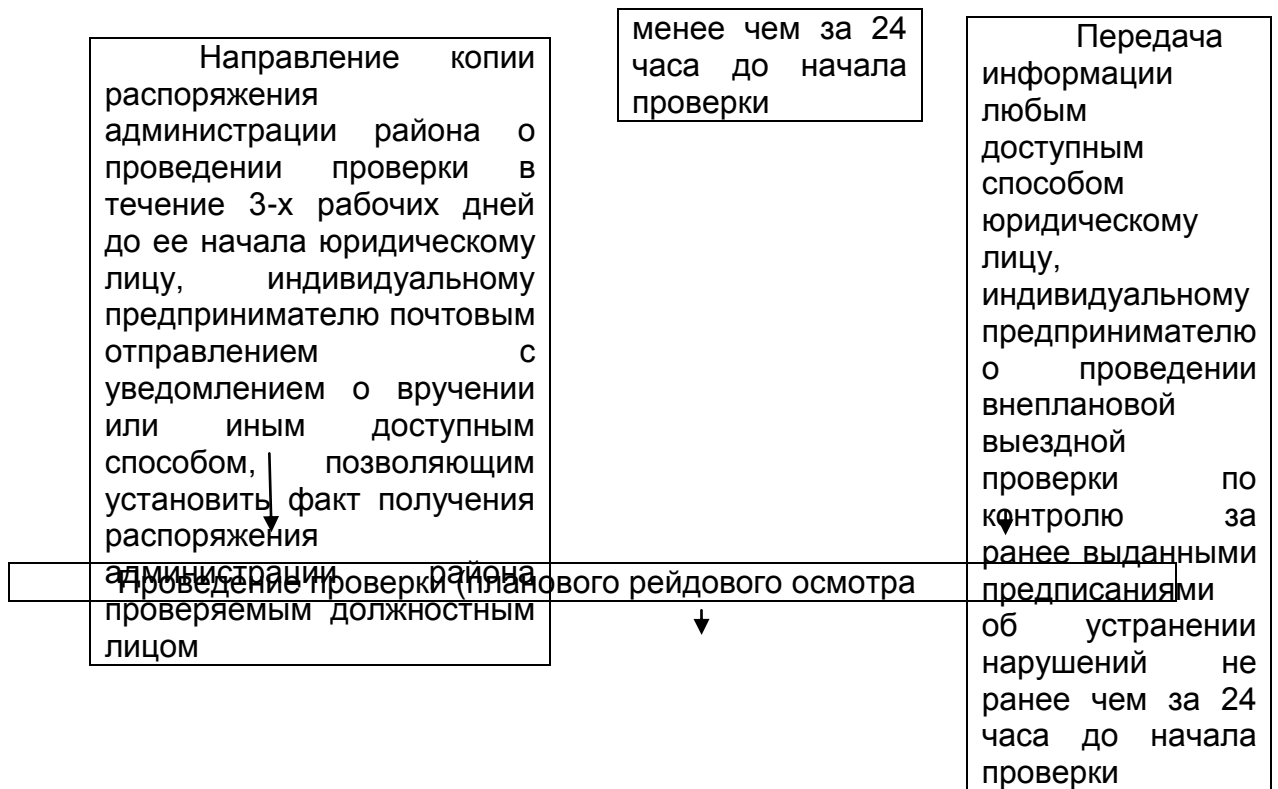 Направление копии
распоряжения
администрации района о
проведении проверки в
течение 3-х рабочих дней
до ее начала юридическому
лицу, индивидуальному
предпринимателю почтовым
отправлением с
уведомлением о вручении
или иным доступным
способом, позволяющим
установить факт получения
распоряжения
администрации района
проверяемым должностным
лицом
менее чем за 24
часа до начала
проверки
Передача
информации
любым
доступным
способом
юридическому
лицу,
индивидуальному
предпринимателю
о проведении
внеплановой
выездной
проверки по
контролю за
ранее выданными
предписаниями
об устранении
нарушений не
ранее чем за 24
часа до начала
проверки
Проведение проверки (планового рейдового осмотра